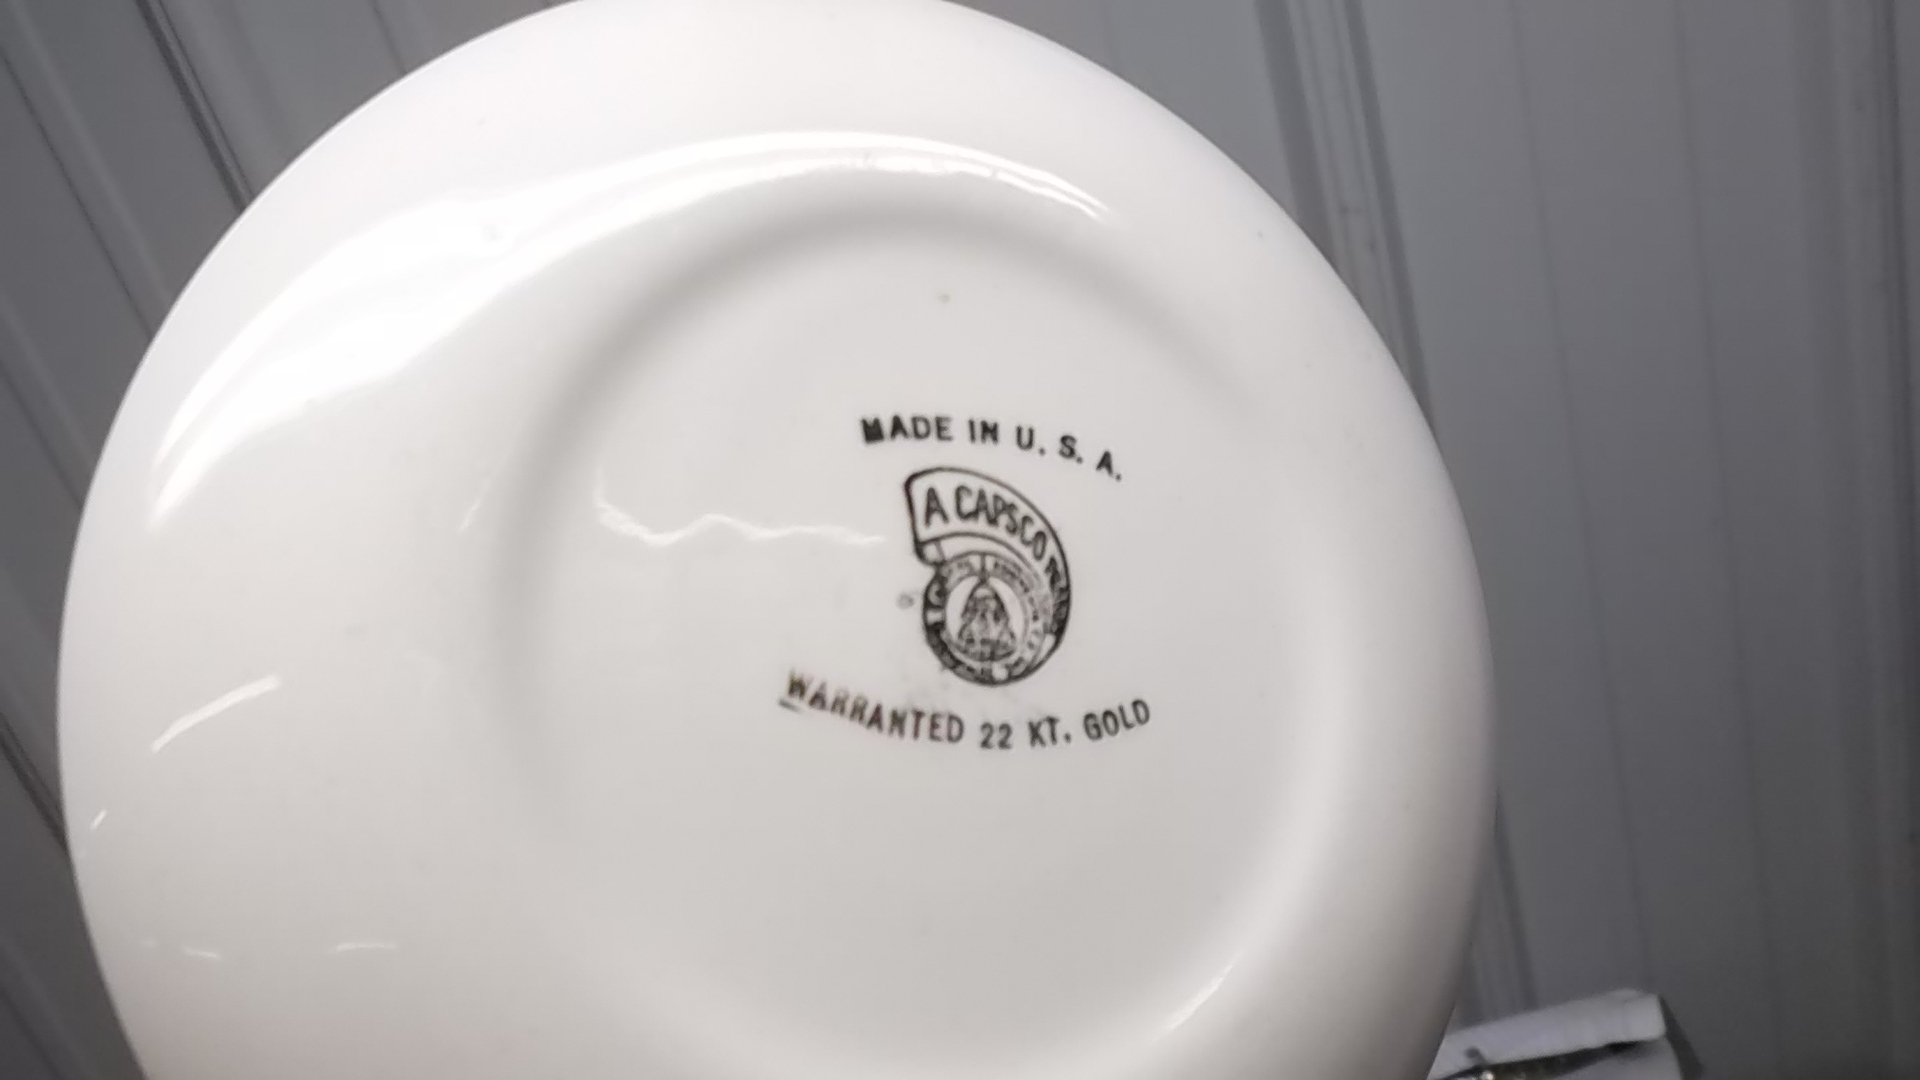 MADE IN U. S. A.
A CAPSCO
WARRANTED 22 KT. GOLD